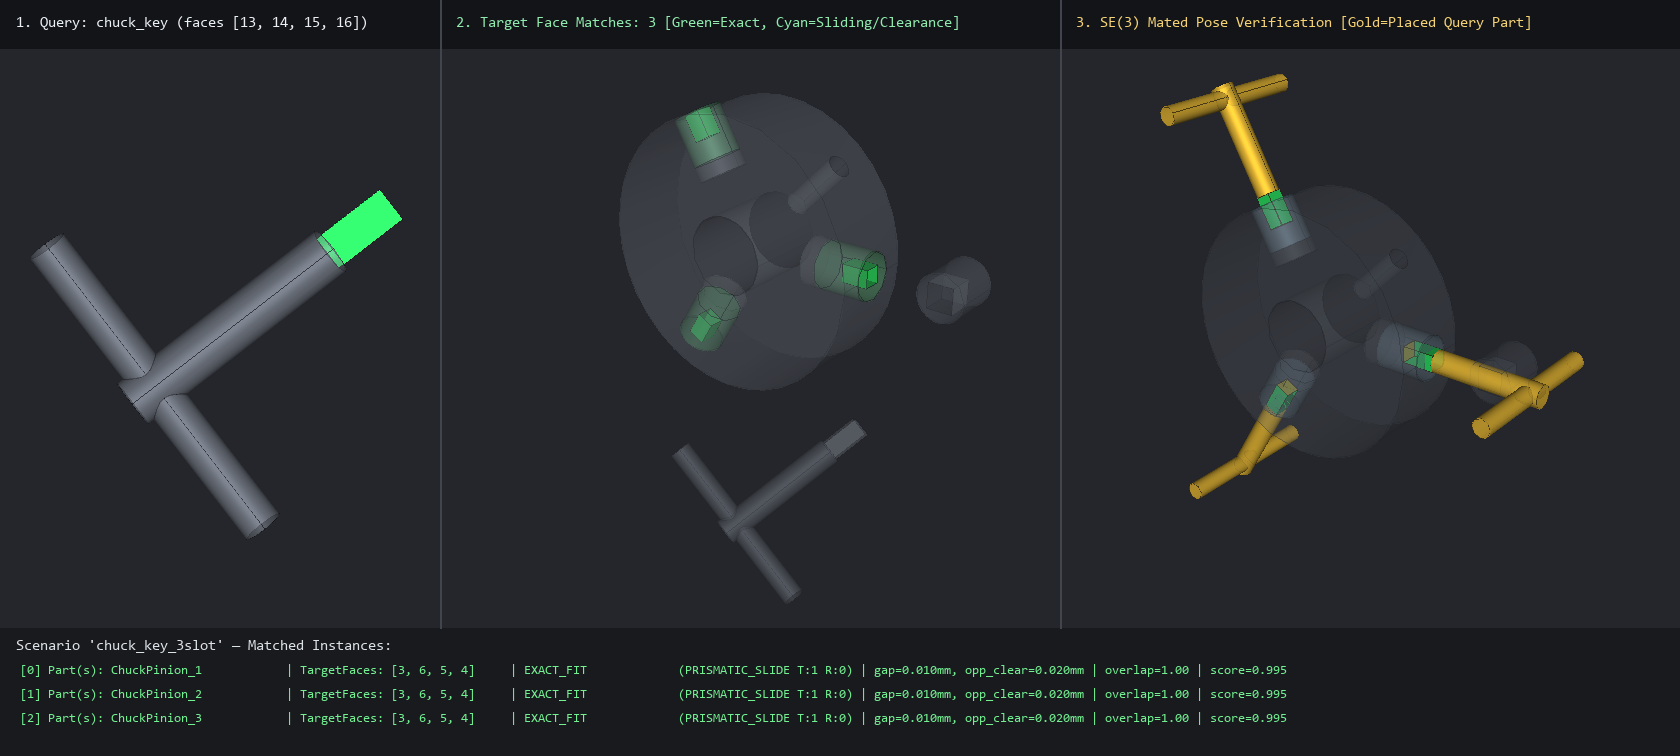 1. Query: chuck_key (faces [13, 14, 15, 16])
2. Target Face Matches: 3 [Green=Exact, Cyan=Sliding/Clearance]
3. SE(3) Mated Pose Verification [Gold=Placed Query Part]
Scenario 'chuck_key_3slot' — Matched Instances:
[0] Part(s): ChuckPinion_1 | TargetFaces: [3, 6, 5, 4] | EXACT_FIT (PRISMATIC_SLIDE T:1 R:0) | gap=0.010mm, opp_clear=0.020mm | overlap=1.00 | score=0.995
[1] Part(s): ChuckPinion_2 | TargetFaces: [3, 6, 5, 4] | EXACT_FIT (PRISMATIC_SLIDE T:1 R:0) | gap=0.010mm, opp_clear=0.020mm | overlap=1.00 | score=0.995
[2] Part(s): ChuckPinion_3 | TargetFaces: [3, 6, 5, 4] | EXACT_FIT (PRISMATIC_SLIDE T:1 R:0) | gap=0.010mm, opp_clear=0.020mm | overlap=1.00 | score=0.995